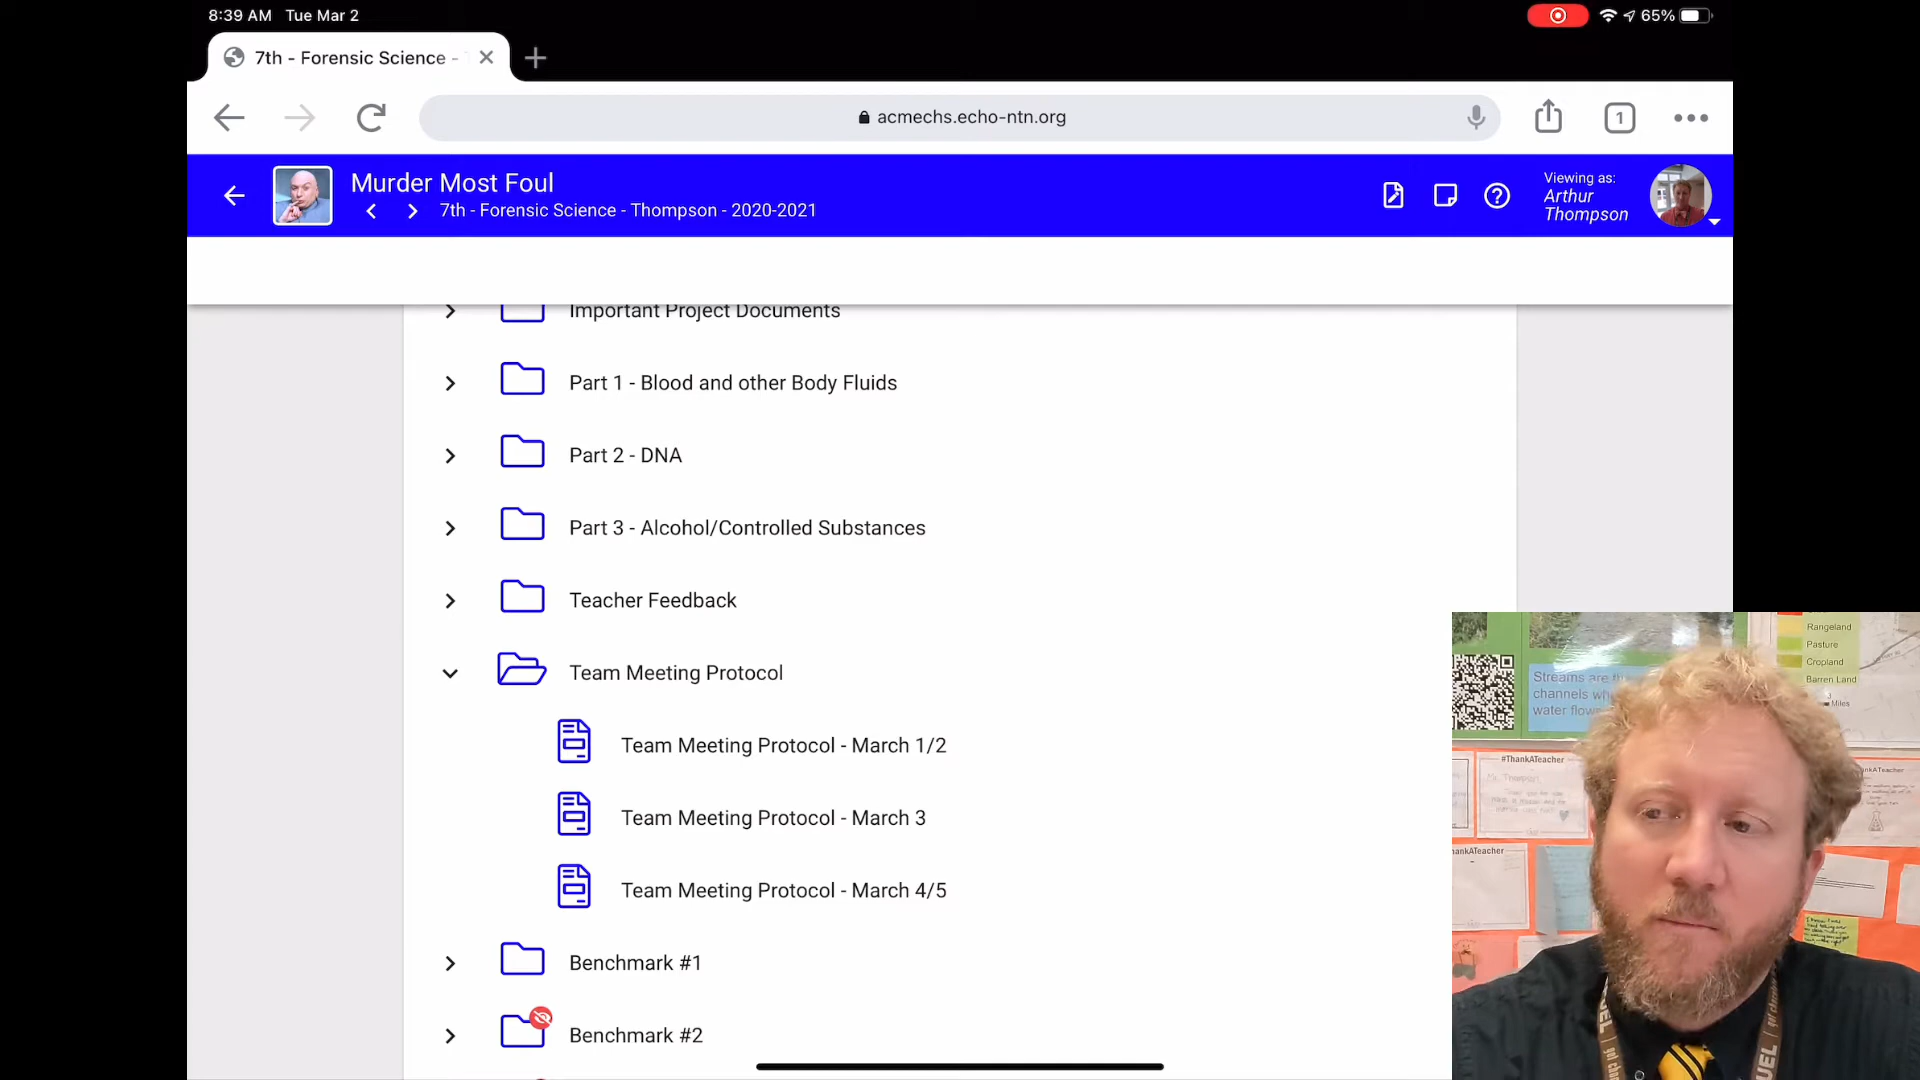 8:39 AM Tue Mar 2
65%
7th - Forensic Science -
acmechs.echo-ntn.org
1
Murder Most Foul
7th - Forensic Science - Thompson - 2020-2021
Viewing as:
Arthur
Thompson
Important Project Documents
Part 1 - Blood and other Body Fluids
Part 2 - DNA
Part 3 - Alcohol/Controlled Substances
Teacher Feedback
Team Meeting Protocol
Team Meeting Protocol - March 1/2
Team Meeting Protocol - March 3
Team Meeting Protocol - March 4/5
Benchmark #1
Benchmark #2
Rangeland
Pasture
Cropland
Barren Land
Miles
Streams are
channels
water
#ThankATeacher